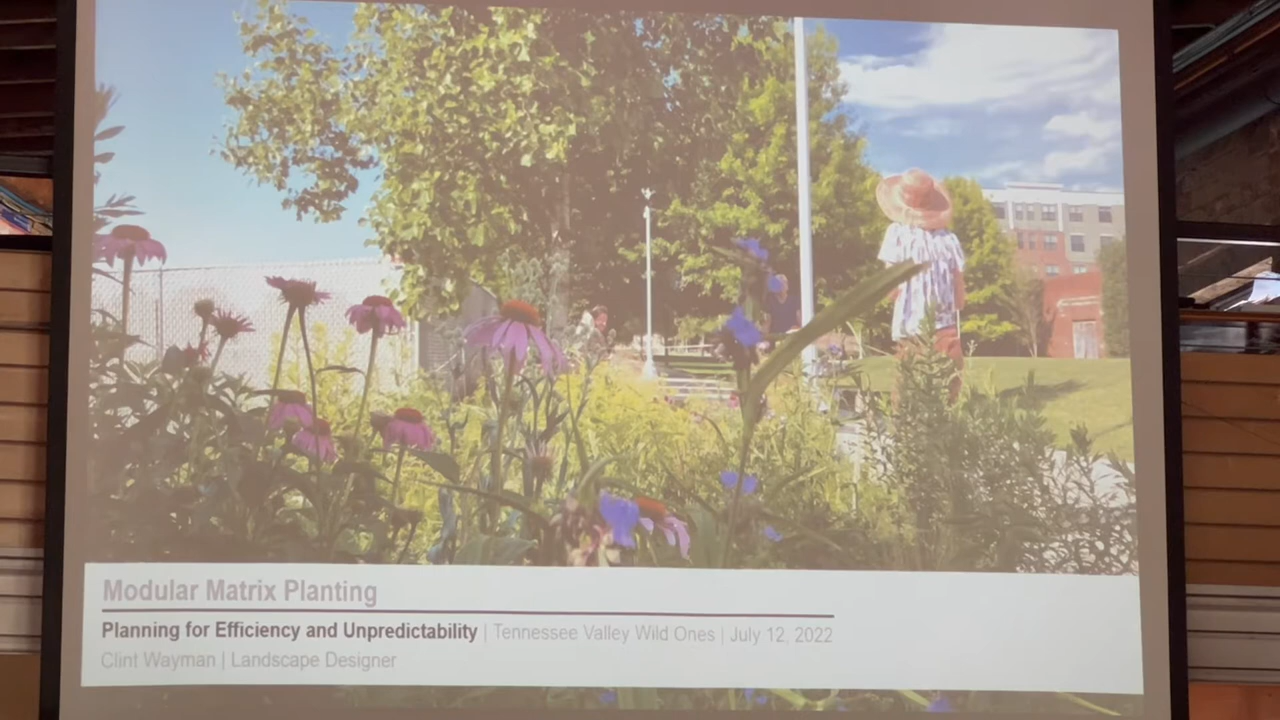 Modular Matrix Planting
Planning for Efficiency and Unpredictability | Tennessee Valley Wild Ones | July 12, 2022
Clint Wayman | Landscape Designer